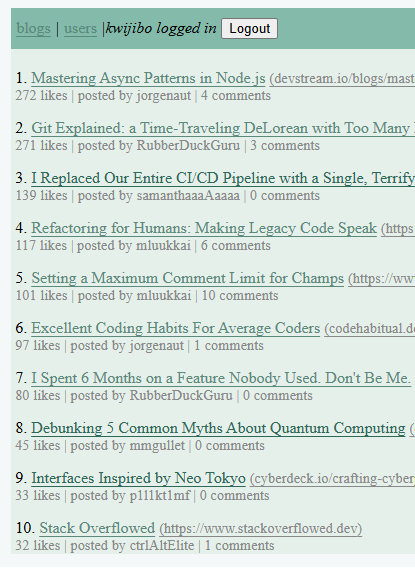 blogs | users |kwijibo logged in Logout
1. Mastering Async Patterns in Node.js (devstream.io/blogs/mast
272 likes | posted by jorgenaut | 4 comments
2. Git Explained: a Time-Traveling DeLorean with Too Many
271 likes | posted by RubberDuckGuru | 3 comments
3. I Replaced Our Entire CI/CD Pipeline with a Single, Terrify
139 likes | posted by samanthaaaAaaaa | 0 comments
4. Refactoring for Humans: Making Legacy Code Speak (https
117 likes | posted by mluukkai | 6 comments
5. Setting a Maximum Comment Limit for Champs (https://ww
101 likes | posted by mluukkai | 10 comments
6. Excellent Coding Habits For Average Coders (codehabitual.de
97 likes | posted by jorgenaut | 1 comments
7. I Spent 6 Months on a Feature Nobody Used. Don't Be Me.
80 likes | posted by RubberDuckGuru | 0 comments
8. Debunking 5 Common Myths About Quantum Computing (
45 likes | posted by mmgullet | 0 comments
9. Interfaces Inspired by Neo Tokyo (cyberdeck.io/crafting-cyber
33 likes | posted by p1l1kt1mf | 0 comments
10. Stack Overflowed (https://www.stackoverflowed.dev)
32 likes | posted by ctrlAltElite | 1 comments